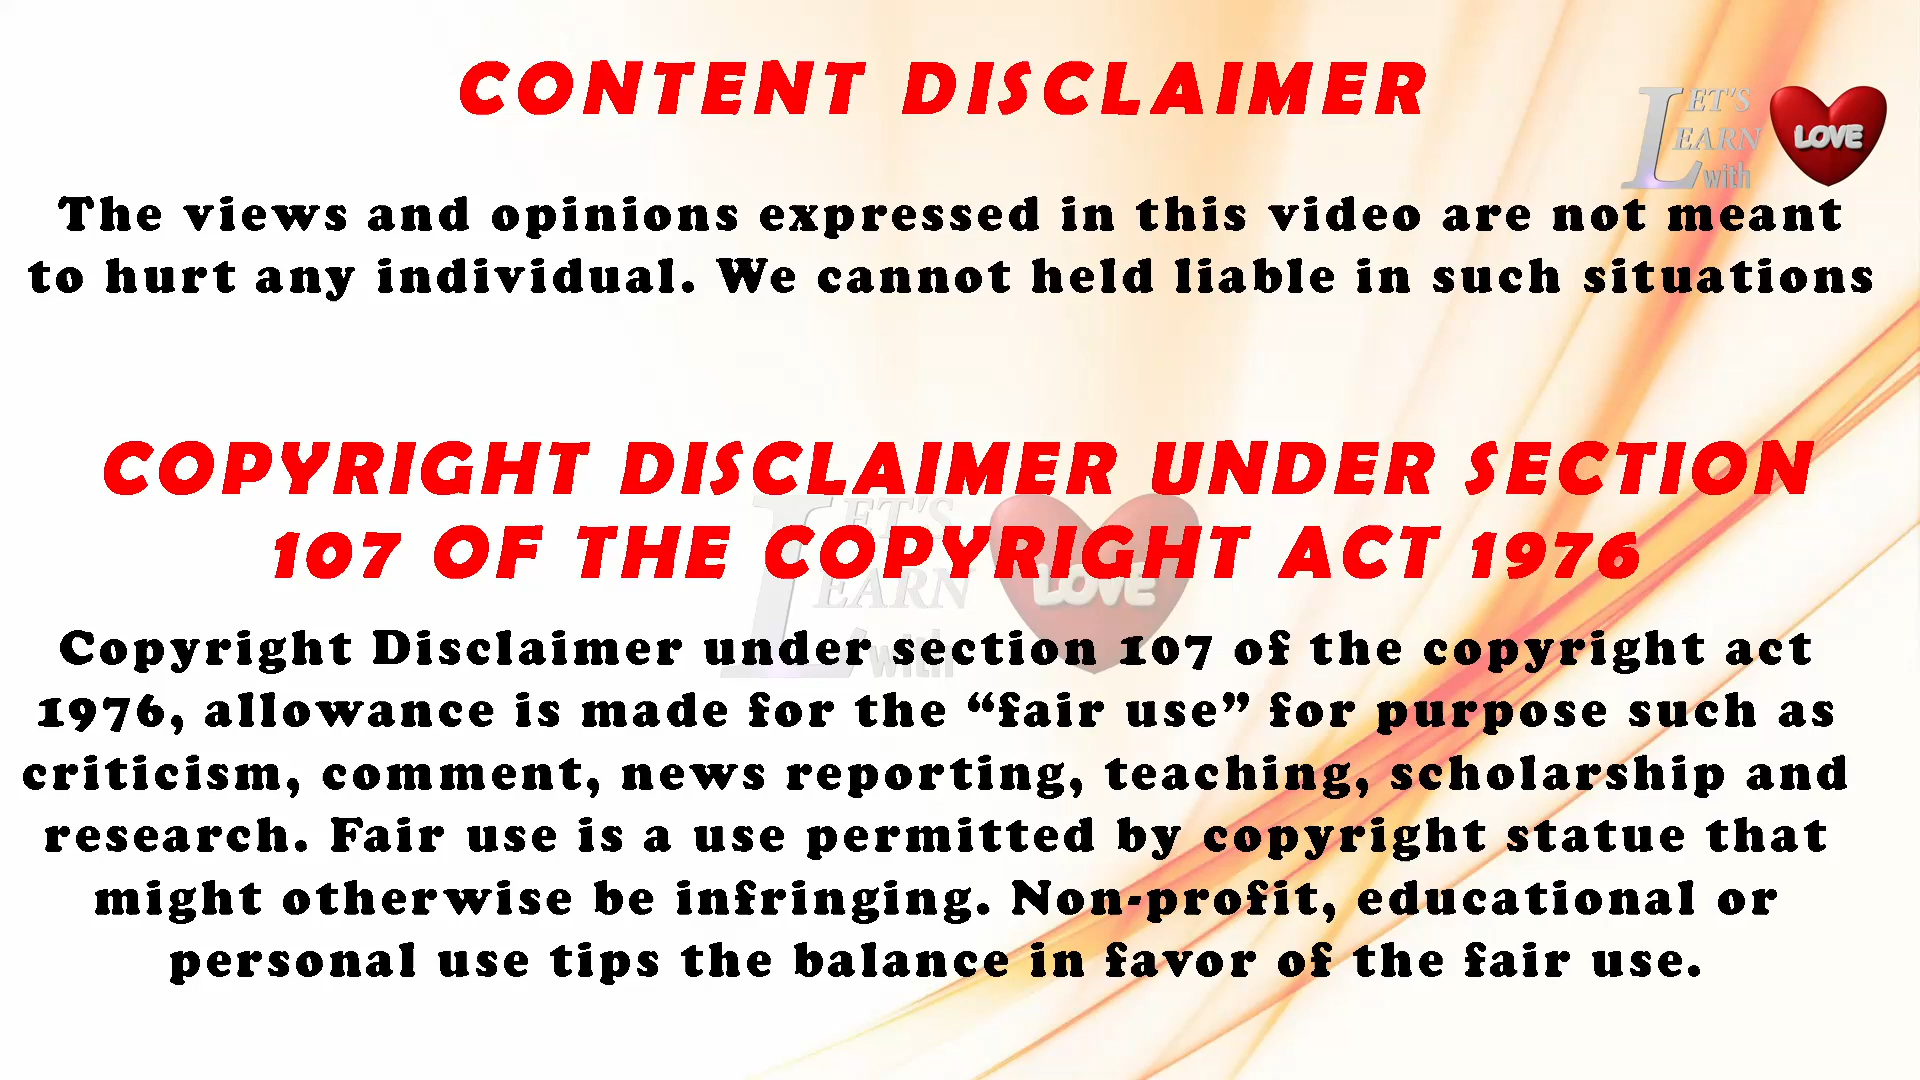 CONTENT DISCLAIMER
LET'S
LEARN
with
LOVE
The views and opinions expressed in this video are not meant
to hurt any individual. We cannot held liable in such situations
COPYRIGHT DISCLAIMER UNDER SECTION
107 OF THE COPYRIGHT ACT 1976
LET'S
LEARN
with
LOVE
Copyright Disclaimer under section 107 of the copyright act
1976, allowance is made for the “fair use” for purpose such as
criticism, comment, news reporting, teaching, scholarship and
research. Fair use is a use permitted by copyright statue that
might otherwise be infringing. Non-profit, educational or
personal use tips the balance in favor of the fair use.